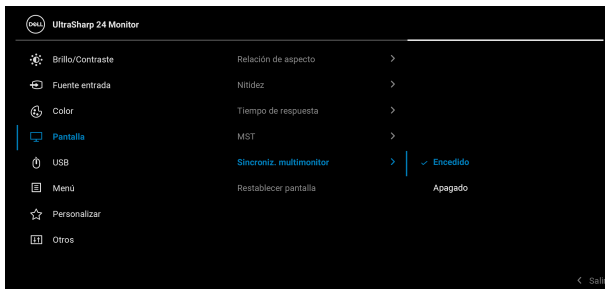 DELL UltraSharp 24 Monitor
Brillo/Contraste Relación de aspecto
Fuente entrada Nitidez
Color Tiempo de respuesta
Pantalla MST
USB Sincroniz. multimonitor Encedido
Menú Restablecer pantalla Apagado
Personalizar
Otros
Salir